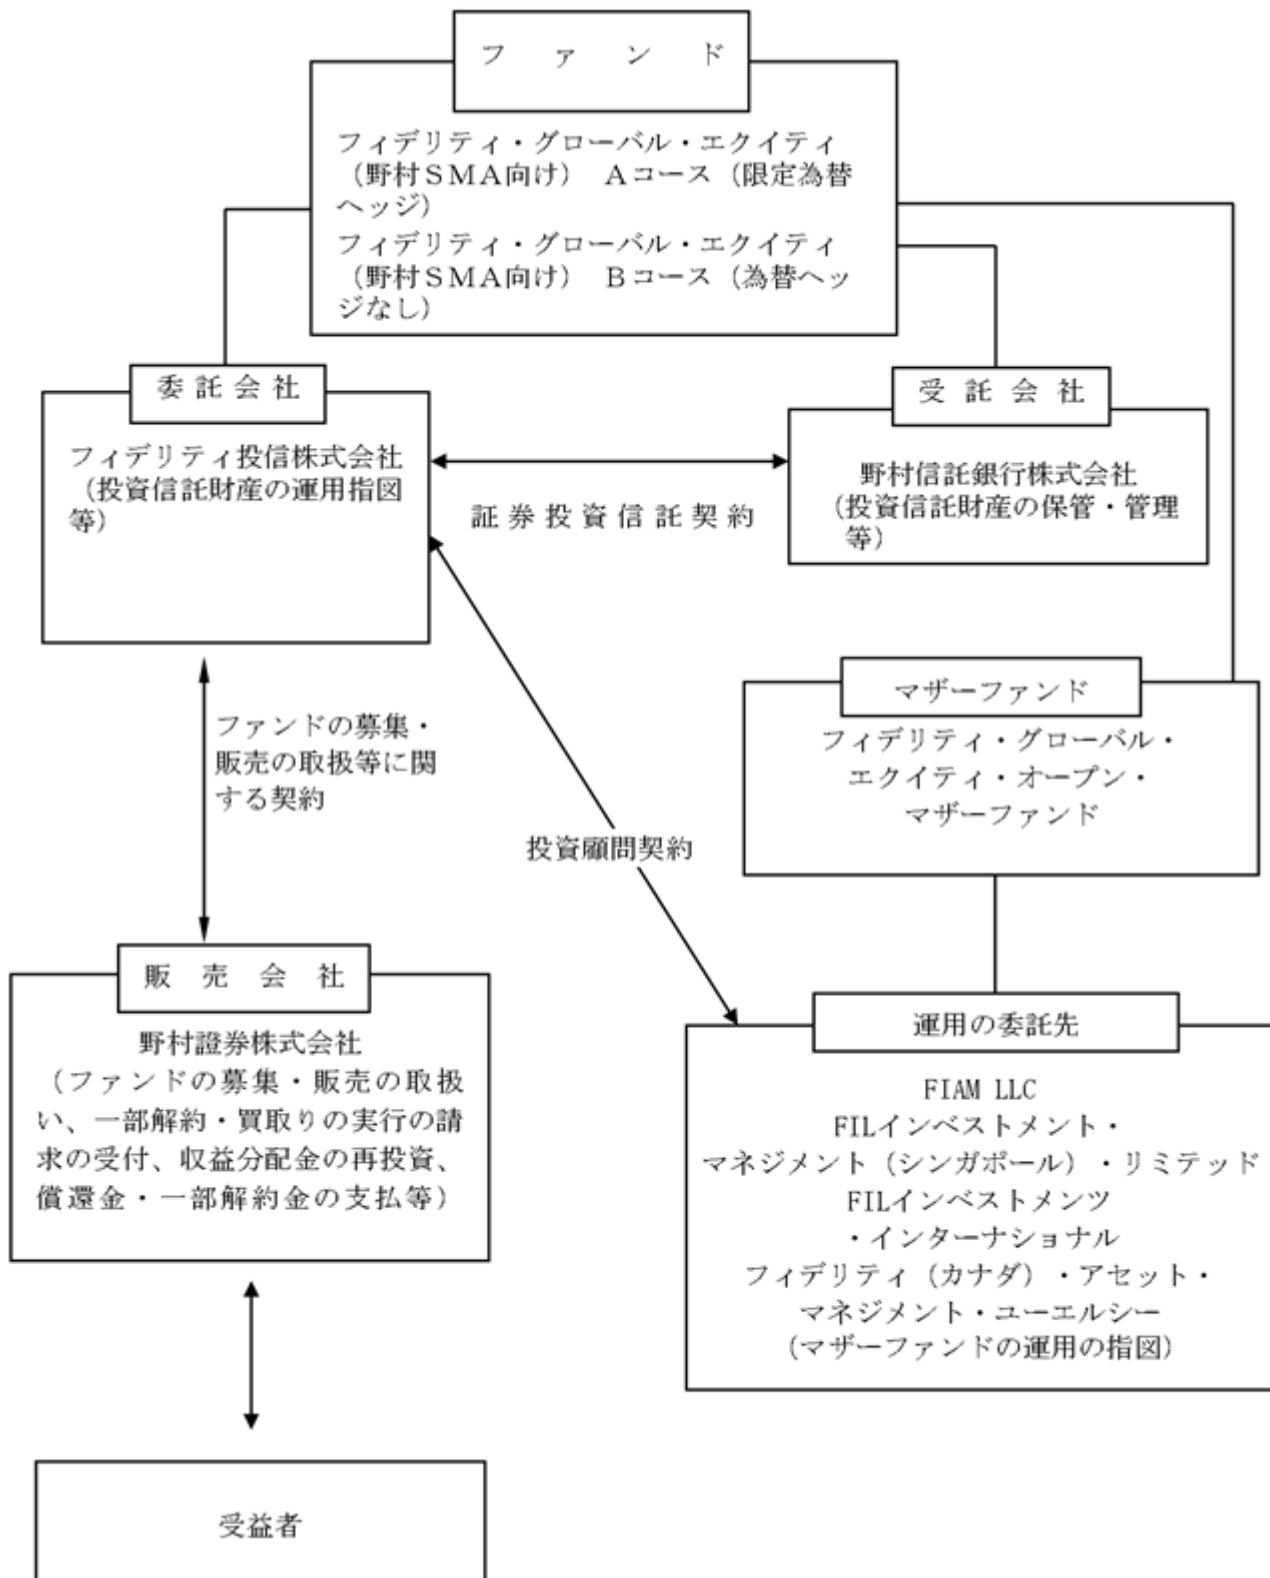 ファンド
フィデリティ・グローバル・エクイティ
（野村ＳＭＡ向け）　Ａコース（限定為替
ヘッジ）
フィデリティ・グローバル・エクイティ
（野村ＳＭＡ向け）　Ｂコース（為替ヘッ
ジなし）
委託会社
フィデリティ投信株式会社
（投資信託財産の運用指図
等）
証券投資信託契約
受託会社
野村信託銀行株式会社
（投資信託財産の保管・管理
等）
ファンドの募集・
販売の取扱等に関
する契約
投資顧問契約
マザーファンド
フィデリティ・グローバル・
エクイティ・オープン・
マザーファンド
販売会社
野村證券株式会社
（ファンドの募集・販売の取扱
い、一部解約・買取りの実行の請
求の受付、収益分配金の再投資、
償還金・一部解約金の支払等）
運用の委託先
FIAM LLC
FILインベストメント・
マネジメント（シンガポール）・リミテッド
FILインベストメンツ
・インターナショナル
フィデリティ（カナダ）・アセット・
マネジメント・ユーエルシー
（マザーファンドの運用の指図）
受益者